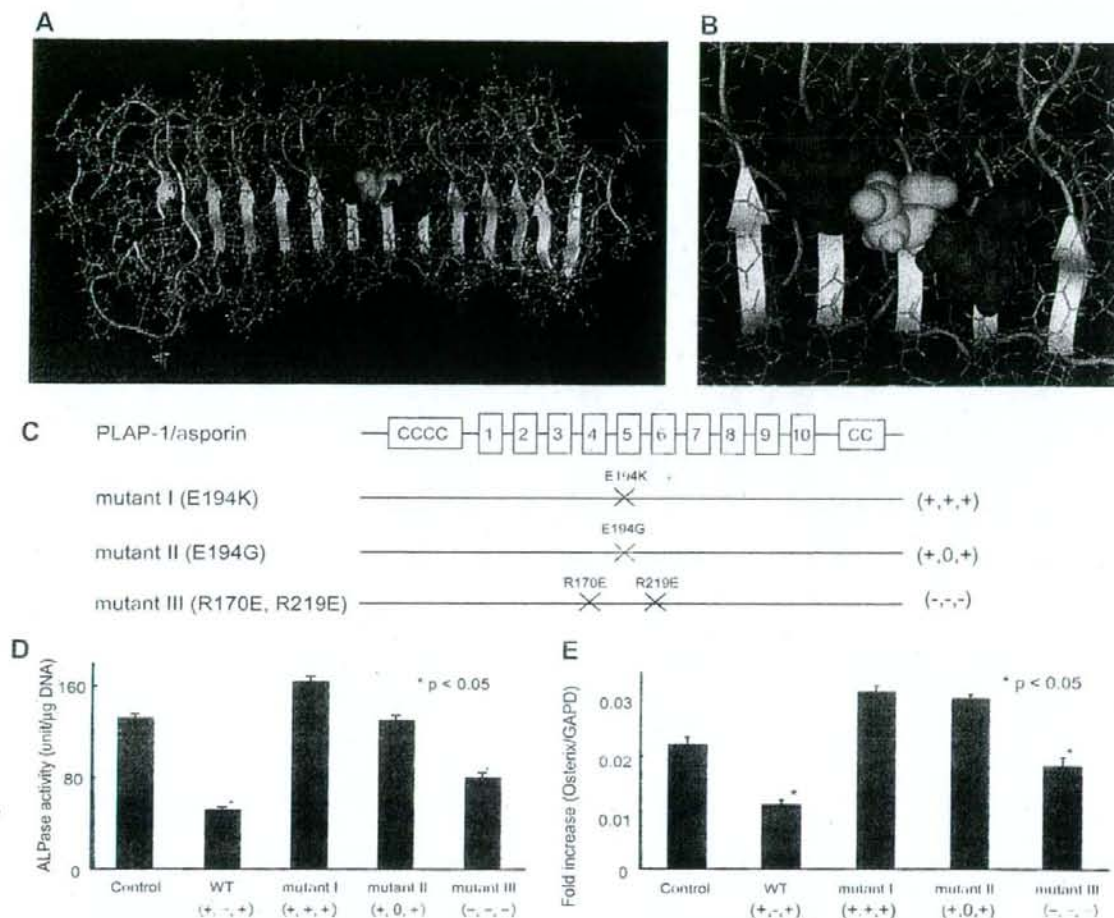 A
B
C
PLAP-1/asporin
CCCC 1 2 3 4 5 6 7 8 9 10 CC
mutant I (E194K)
E194K
(+,+,+)
mutant II (E194G)
E194G
(+,0,+)
mutant III (R170E, R219E)
R170E R219E
(-,-,-)
D
ALPase activity (unit/μg DNA)
160
80
0
* p < 0.05
*
*
Control WT mutant I mutant II mutant III
(+,-,+) (+,+,+) (+,0,+) (-,-,-)
E
Fold increase (Osterix/GAPD)
0.03
0.02
0.01
0
* p < 0.05
*
*
Control WT mutant I mutant II mutant III
(+,-,+) (+,+,+) (+,0,+) (-,-,-)